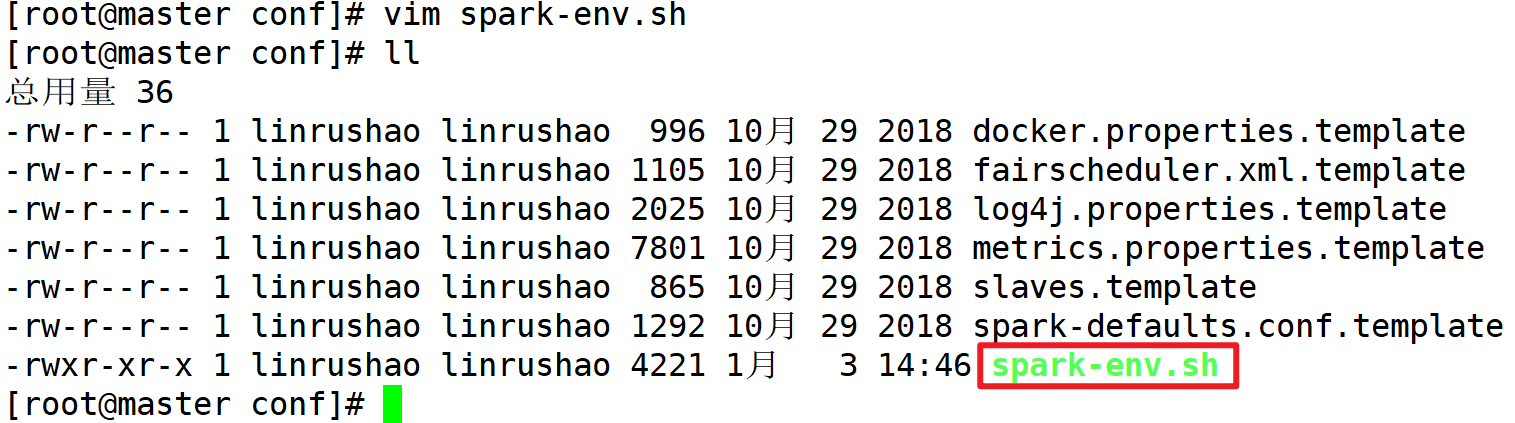 [root@master conf]# vim spark-env.sh
[root@master conf]# ll
总用量 36
-rw-r--r-- 1 linrushao linrushao  996 10月 29 2018 docker.properties.template
-rw-r--r-- 1 linrushao linrushao 1105 10月 29 2018 fairscheduler.xml.template
-rw-r--r-- 1 linrushao linrushao 2025 10月 29 2018 log4j.properties.template
-rw-r--r-- 1 linrushao linrushao 7801 10月 29 2018 metrics.properties.template
-rw-r--r-- 1 linrushao linrushao  865 10月 29 2018 slaves.template
-rw-r--r-- 1 linrushao linrushao 1292 10月 29 2018 spark-defaults.conf.template
-rwxr-xr-x 1 linrushao linrushao 4221 1月   3 14:46 spark-env.sh
[root@master conf]#